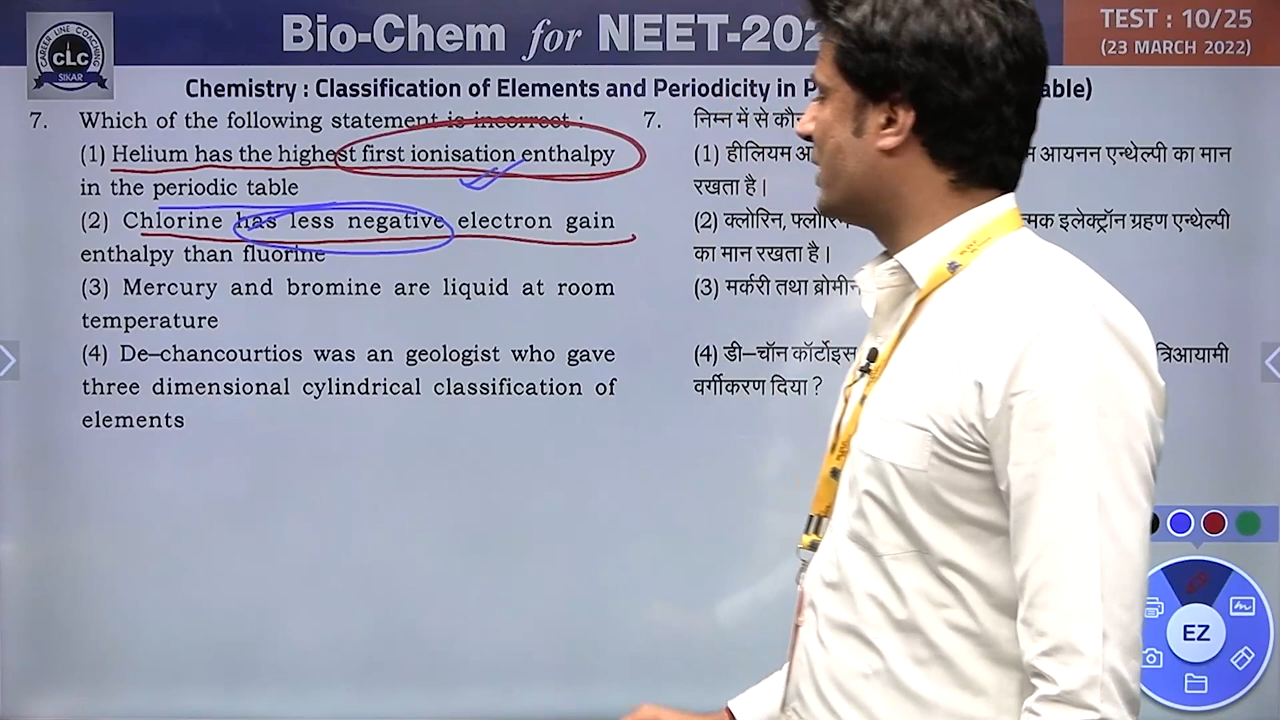 CAREER LINE COACHING
CLC
SIKAR
Bio-Chem for NEET-202
TEST : 10/25
(23 MARCH 2022)
Chemistry : Classification of Elements and Periodicity in P able)
7. Which of the following statement is incorrect :
(1) Helium has the highest first ionisation enthalpy
in the periodic table
(2) Chlorine has less negative electron gain
enthalpy than fluorine
(3) Mercury and bromine are liquid at room
temperature
(4) De–chancourtios was an geologist who gave
three dimensional cylindrical classification of
elements
7. निम्न में से कौन
(1) हीलियम आ म आयनन एन्थेल्पी का मान
रखता है।
(2) क्लोरिन, फ्लोरिन त्मक इलेक्ट्रॉन ग्रहण एन्थेल्पी
का मान रखता है।
(3) मर्करी तथा ब्रोमीन
(4) डी–चॉन कॉर्टोइस त्रिआयामी
वर्गीकरण दिया ?
EZ